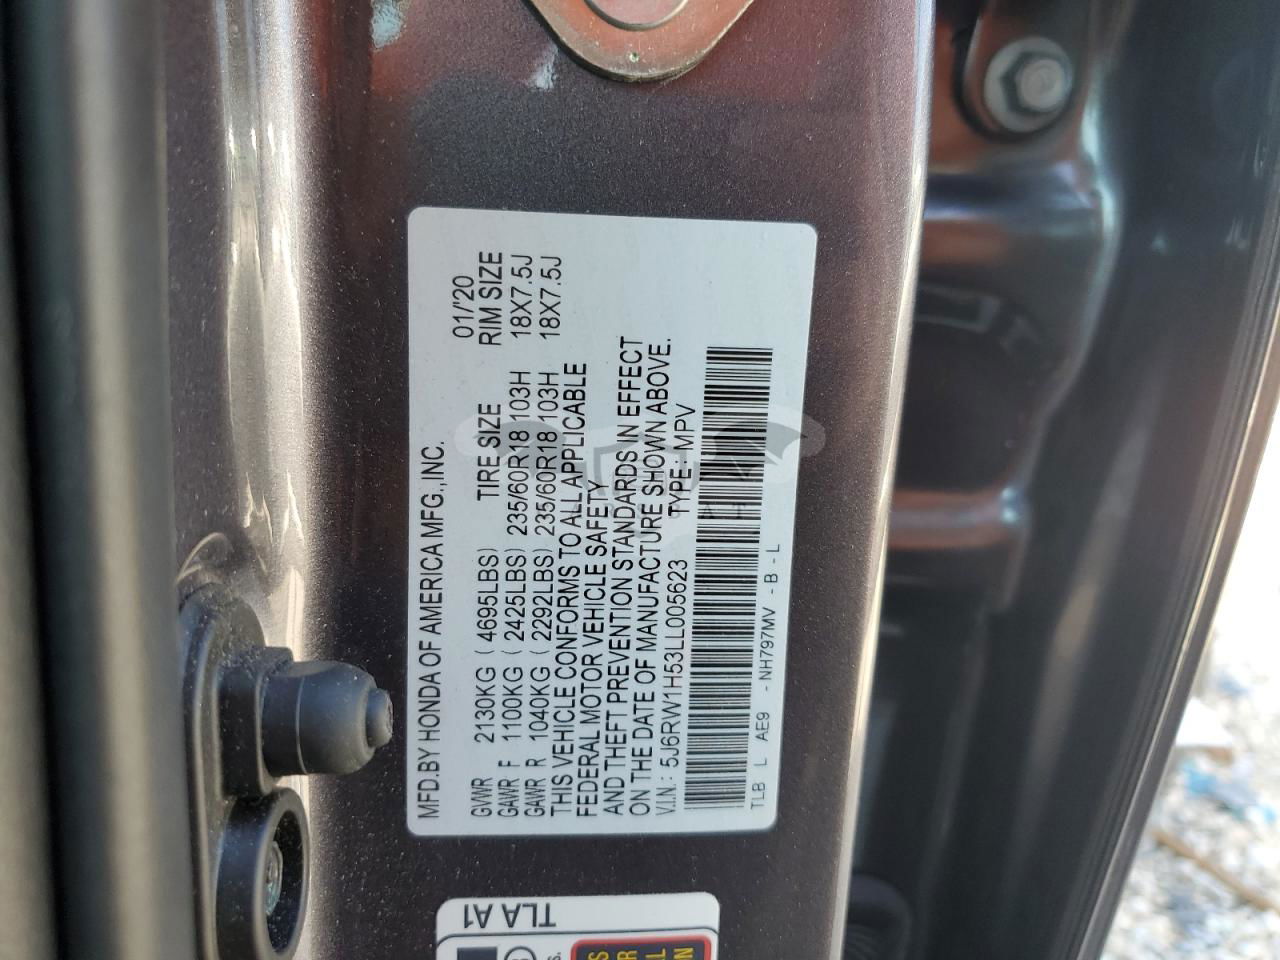 MFD.BY HONDA OF AMERICA MFG.,INC.
01/'20
TIRE SIZE RIM SIZE
GVWR 2130KG ( 4695LBS)
GAWR F 1100KG ( 2425LBS) 235/60R18 103H 18X7.5J
GAWR R 1040KG ( 2292LBS) 235/60R18 103H 18X7.5J
THIS VEHICLE CONFORMS TO ALL APPLICABLE
FEDERAL MOTOR VEHICLE SAFETY
AND THEFT PREVENTION STANDARDS IN EFFECT
ON THE DATE OF MANUFACTURE SHOWN ABOVE.
V.I.N.: 5J6RW1H53LL005623 TYPE: MPV
TLB L AE9 - NH797MV - B - L
TLA A1